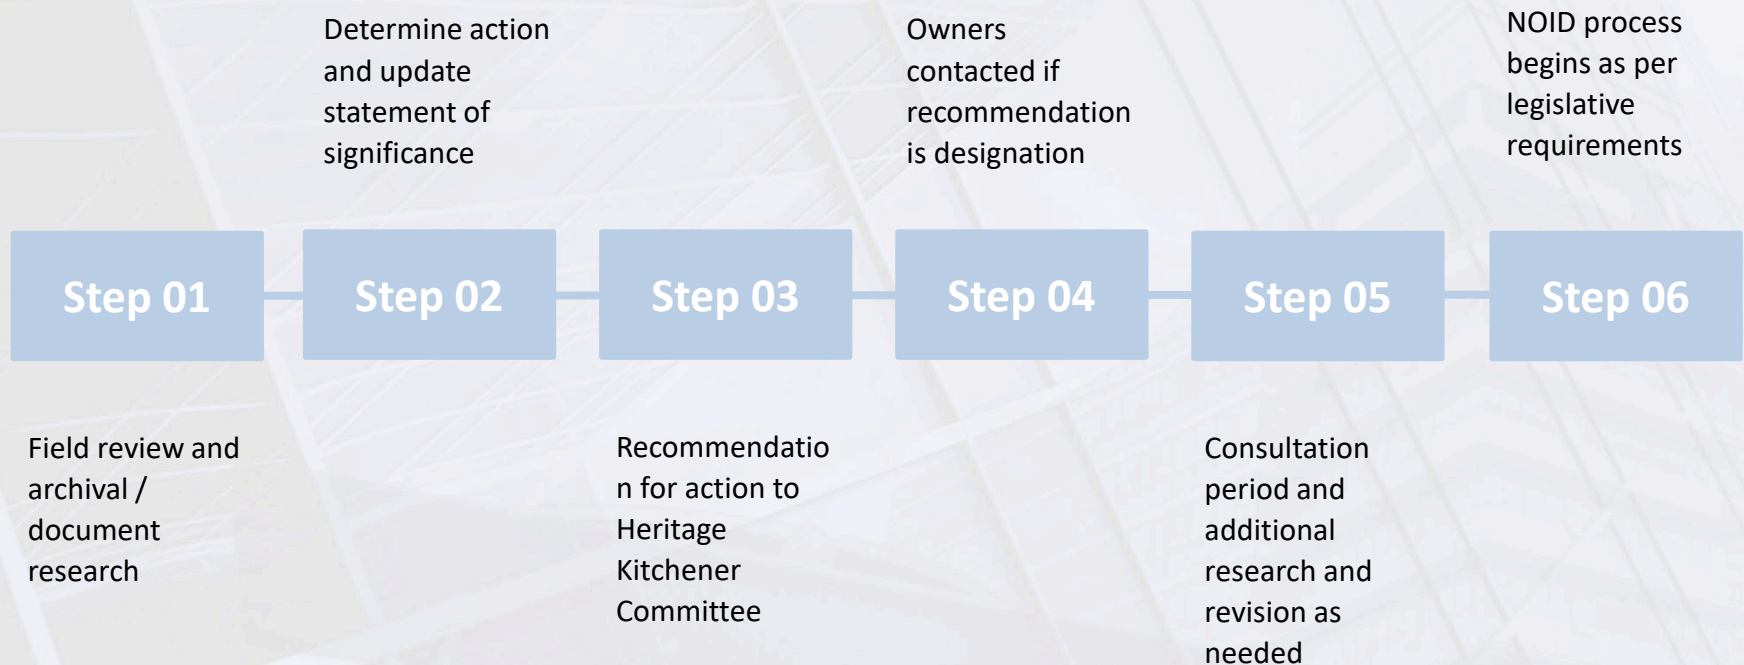 Determine action
and update
statement of
significance
Owners
contacted if
recommendation
is designation
NOID process
begins as per
legislative
requirements
Step 01
Step 02
Step 03
Step 04
Step 05
Step 06
Field review and
archival /
document
research
Recommendatio
n for action to
Heritage
Kitchener
Committee
Consultation
period and
additional
research and
revision as
needed